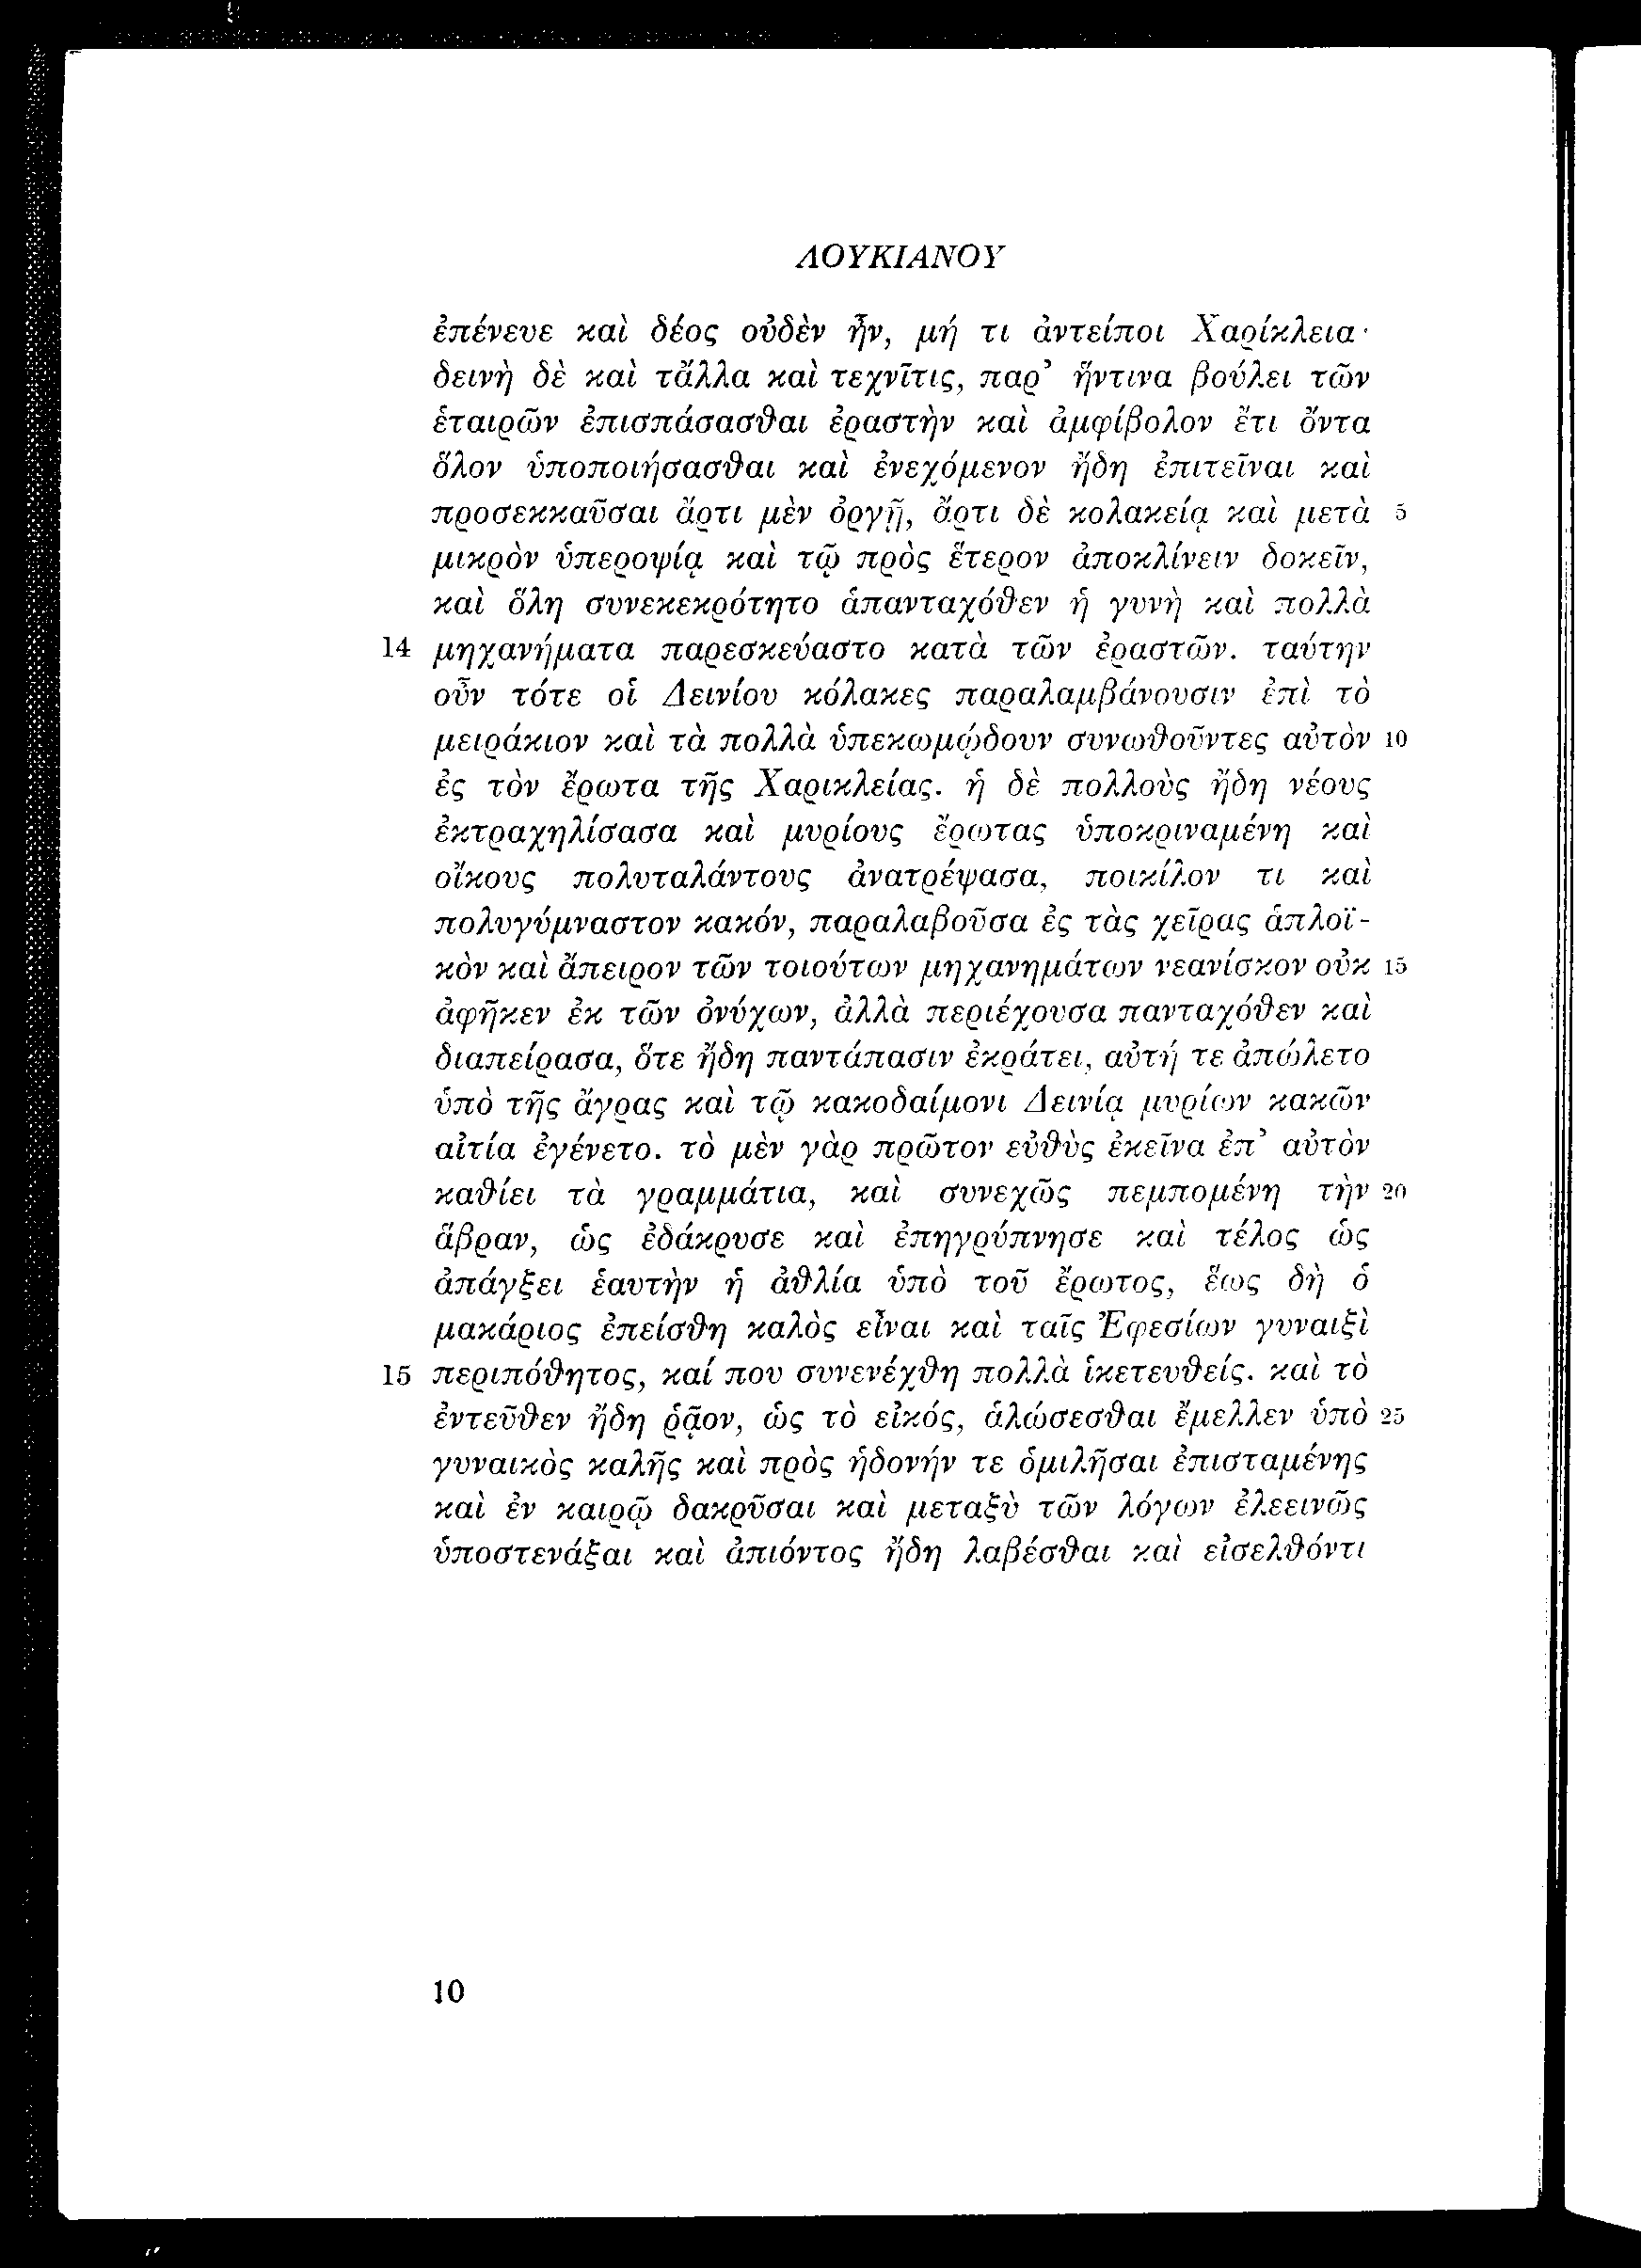 ΛΟΥΚΙΑΝΟΥ
ἐπένευε καὶ δέος οὐδὲν ἦν, μή τι ἀντείποι Χαρίκλεια·
δεινὴ δὲ καὶ τἄλλα καὶ τεχνῖτις, παρ’ ἥντινα βούλει τῶν
ἑταιρῶν ἐπισπάσασθαι ἐραστὴν καὶ ἀμφίβολον ἔτι ὄντα
ὅλον ὑποποιήσασθαι καὶ ἐνεχόμενον ἤδη ἐπιτεῖναι καὶ
προσεκκαῦσαι ἄρτι μὲν ὀργῇ, ἄρτι δὲ κολακείᾳ καὶ μετὰ 5
μικρὸν ὑπεροψίᾳ καὶ τῷ πρὸς ἕτερον ἀποκλίνειν δοκεῖν,
καὶ ὅλη συνεκεκρότητο ἁπανταχόθεν ἡ γυνὴ καὶ πολλὰ
14 μηχανήματα παρεσκεύαστο κατὰ τῶν ἐραστῶν. ταύτην
οὖν τότε οἱ Δεινίου κόλακες παραλαμβάνουσιν ἐπὶ τὸ
μειράκιον καὶ τὰ πολλὰ ὑπεκωμῴδουν συνωθοῦντες αὐτὸν 10
ἐς τὸν ἔρωτα τῆς Χαρικλείας. ἡ δὲ πολλοὺς ἤδη νέους
ἐκτραχηλίσασα καὶ μυρίους ἔρωτας ὑποκριναμένη καὶ
οἴκους πολυταλάντους ἀνατρέψασα, ποικίλον τι καὶ
πολυγύμναστον κακόν, παραλαβοῦσα ἐς τὰς χεῖρας ἁπλοϊ-
κὸν καὶ ἄπειρον τῶν τοιούτων μηχανημάτων νεανίσκον οὐκ 15
ἀφῆκεν ἐκ τῶν ὀνύχων, ἀλλὰ περιέχουσα πανταχόθεν καὶ
διαπείρασα, ὅτε ἤδη παντάπασιν ἐκράτει, αὐτή τε ἀπώλετο
ὑπὸ τῆς ἄγρας καὶ τῷ κακοδαίμονι Δεινίᾳ μυρίων κακῶν
αἰτία ἐγένετο. τὸ μὲν γὰρ πρῶτον εὐθὺς ἐκεῖνα ἐπ’ αὐτὸν
καθίει τὰ γραμμάτια, καὶ συνεχῶς πεμπομένη τὴν 20
ἅβραν, ὡς ἐδάκρυσε καὶ ἐπηγρύπνησε καὶ τέλος ὡς
ἀπάγξει ἑαυτὴν ἡ ἀθλία ὑπὸ τοῦ ἔρωτος, ἕως δὴ ὁ
μακάριος ἐπείσθη καλὸς εἶναι καὶ ταῖς Ἐφεσίων γυναιξὶ
15 περιπόθητος, καί που συνενέχθη πολλὰ ἱκετευθείς. καὶ τὸ
ἐντεῦθεν ἤδη ῥᾷον, ὡς τὸ εἰκός, ἁλώσεσθαι ἔμελλεν ὑπὸ 25
γυναικὸς καλῆς καὶ πρὸς ἡδονήν τε ὁμιλῆσαι ἐπισταμένης
καὶ ἐν καιρῷ δακρῦσαι καὶ μεταξὺ τῶν λόγων ἐλεεινῶς
ὑποστενάξαι καὶ ἀπιόντος ἤδη λαβέσθαι καὶ εἰσελθόντι
10